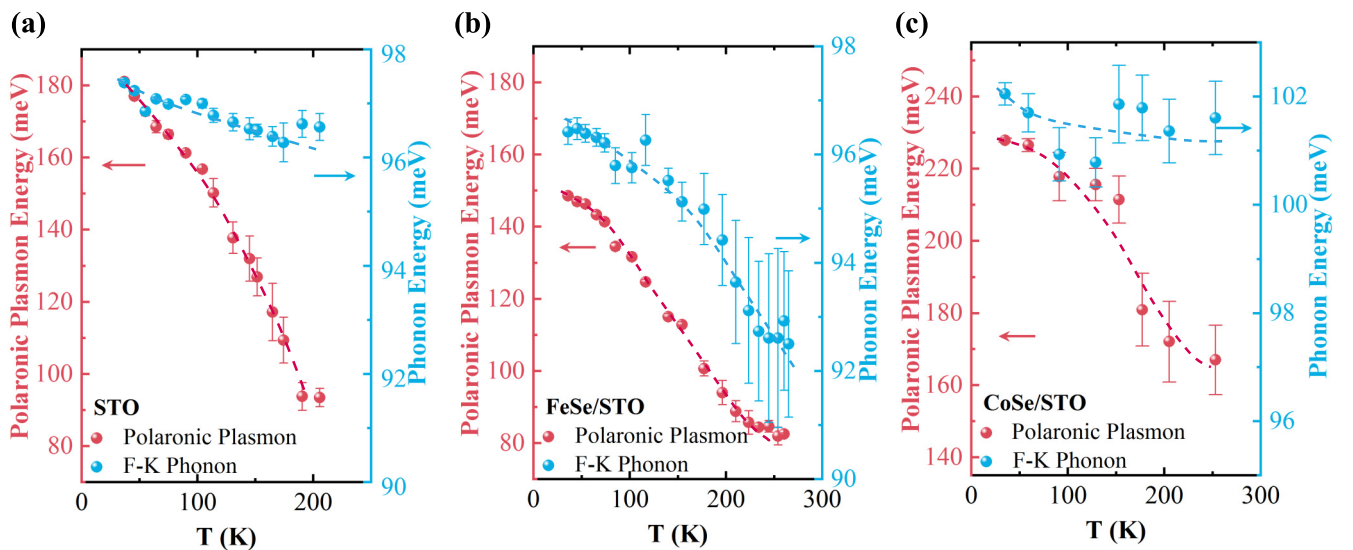 (a)
Polaronic Plasmon Energy (meV)
180
160
140
120
100
80
98
96
94
92
90
Phonon Energy (meV)
STO
Polaronic Plasmon
F-K Phonon
0
100
200
T (K)
(b)
Polaronic Plasmon Energy (meV)
180
160
140
120
100
80
98
96
94
92
90
Phonon Energy (meV)
FeSe/STO
Polaronic Plasmon
F-K Phonon
0
100
200
300
T (K)
(c)
Polaronic Plasmon Energy (meV)
240
220
200
180
160
140
102
100
98
96
Phonon Energy (meV)
CoSe/STO
Polaronic Plasmon
F-K Phonon
0
100
200
300
T (K)